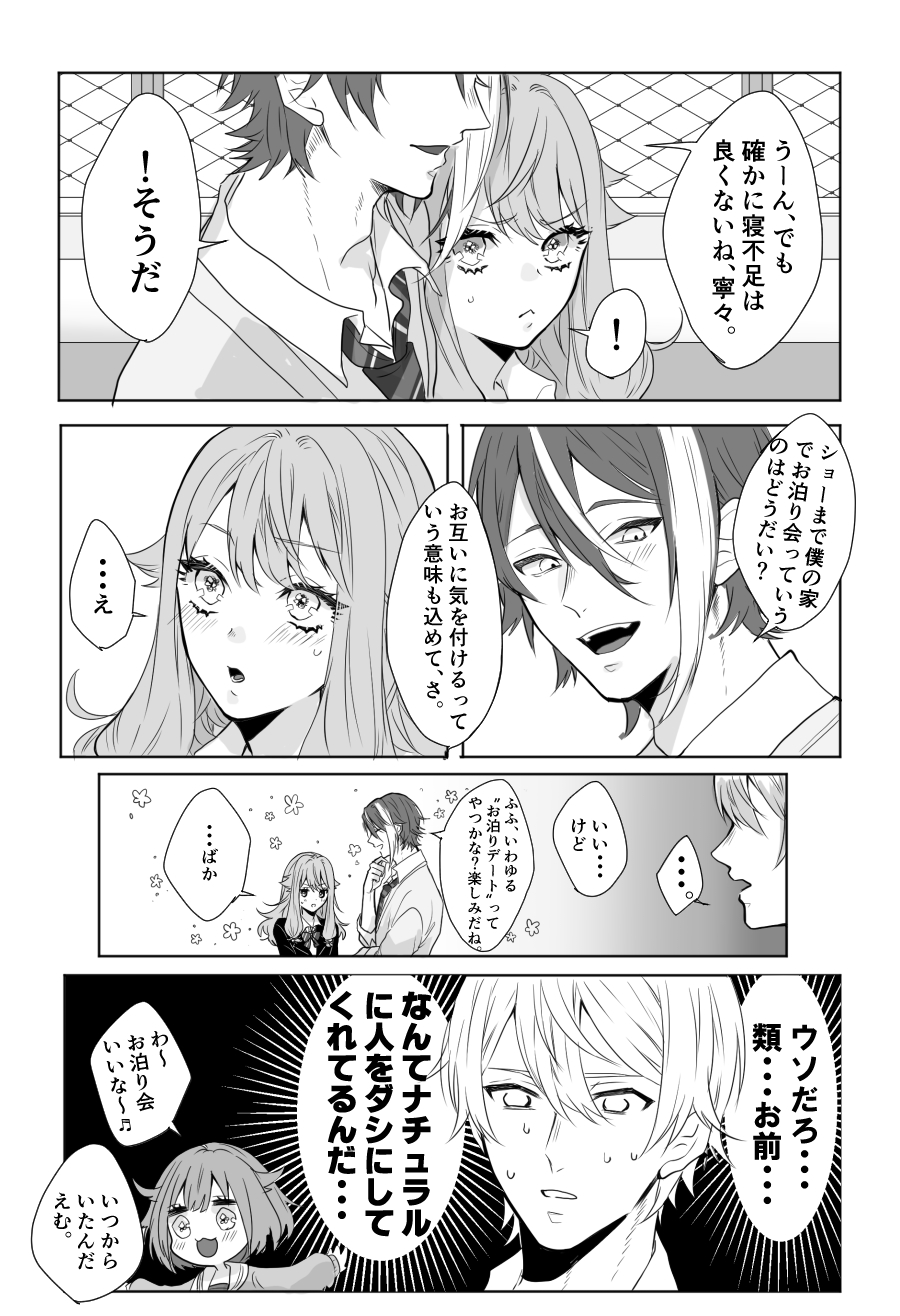 うーん、でも
確かに寝不足は
良くないね、寧々。
！
！そうだ
ショーまで僕の家
でお泊り会っていう
のはどうだい？
お互いに気を付けるって
いう意味も込めて、さ。
・・・え
・・・。
いい・・・
けど
ふふ、いわゆる
”お泊りデート”って
やつかな？楽しみだね。
・・・ばか
ウソだろ・・・
類・・・お前・・・
なんてナチュラル
に人をダシにして
くれてるんだ・・・
わ～
お泊り会
いいな～♬
いつから
いたんだ
えむ。